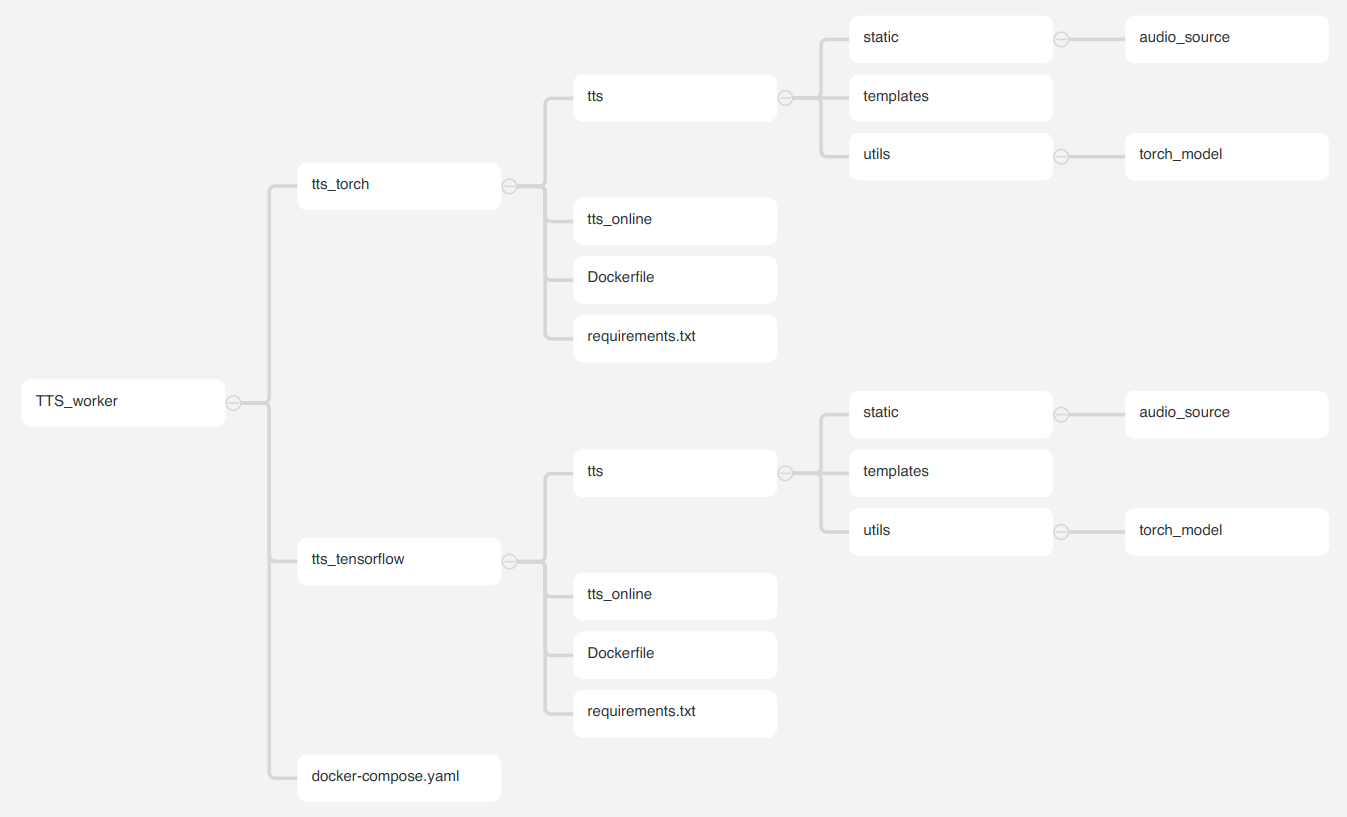 TTS_worker
tts_torch
tts
static
audio_source
templates
utils
torch_model
tts_online
Dockerfile
requirements.txt
tts_tensorflow
tts
static
audio_source
templates
utils
torch_model
tts_online
Dockerfile
requirements.txt
docker-compose.yaml